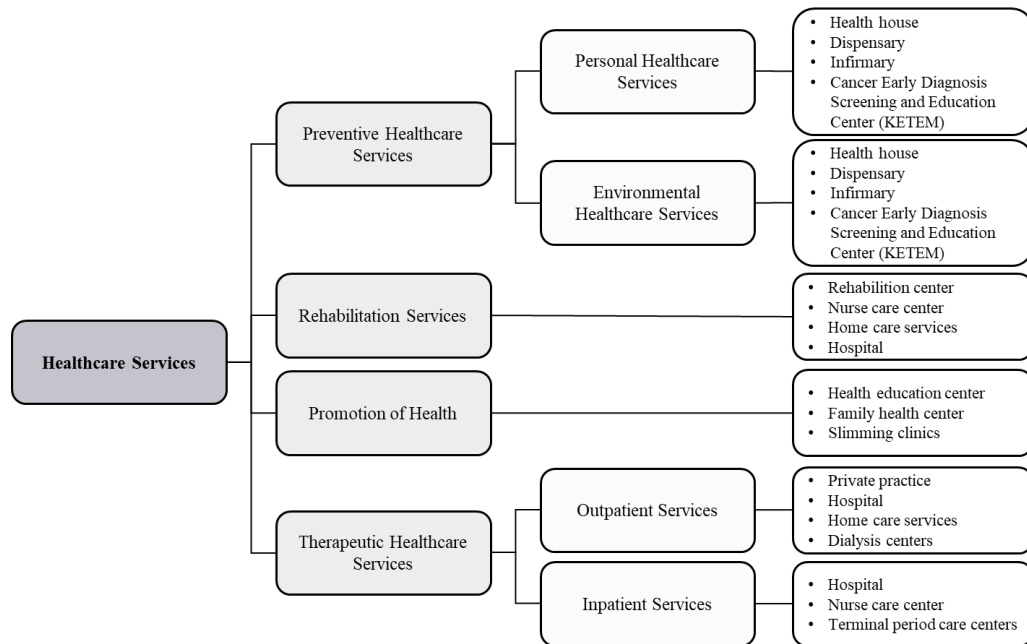 Healthcare Services
Preventive Healthcare
Services
Personal Healthcare
Services
• Health house
• Dispensary
• Infirmary
• Cancer Early Diagnosis
Screening and Education
Center (KETEM)
Environmental
Healthcare Services
• Health house
• Dispensary
• Infirmary
• Cancer Early Diagnosis
Screening and Education
Center (KETEM)
Rehabilitation Services
• Rehabilition center
• Nurse care center
• Home care services
• Hospital
Promotion of Health
• Health education center
• Family health center
• Slimming clinics
Therapeutic Healthcare
Services
Outpatient Services
• Private practice
• Hospital
• Home care services
• Dialysis centers
Inpatient Services
• Hospital
• Nurse care center
• Terminal period care centers